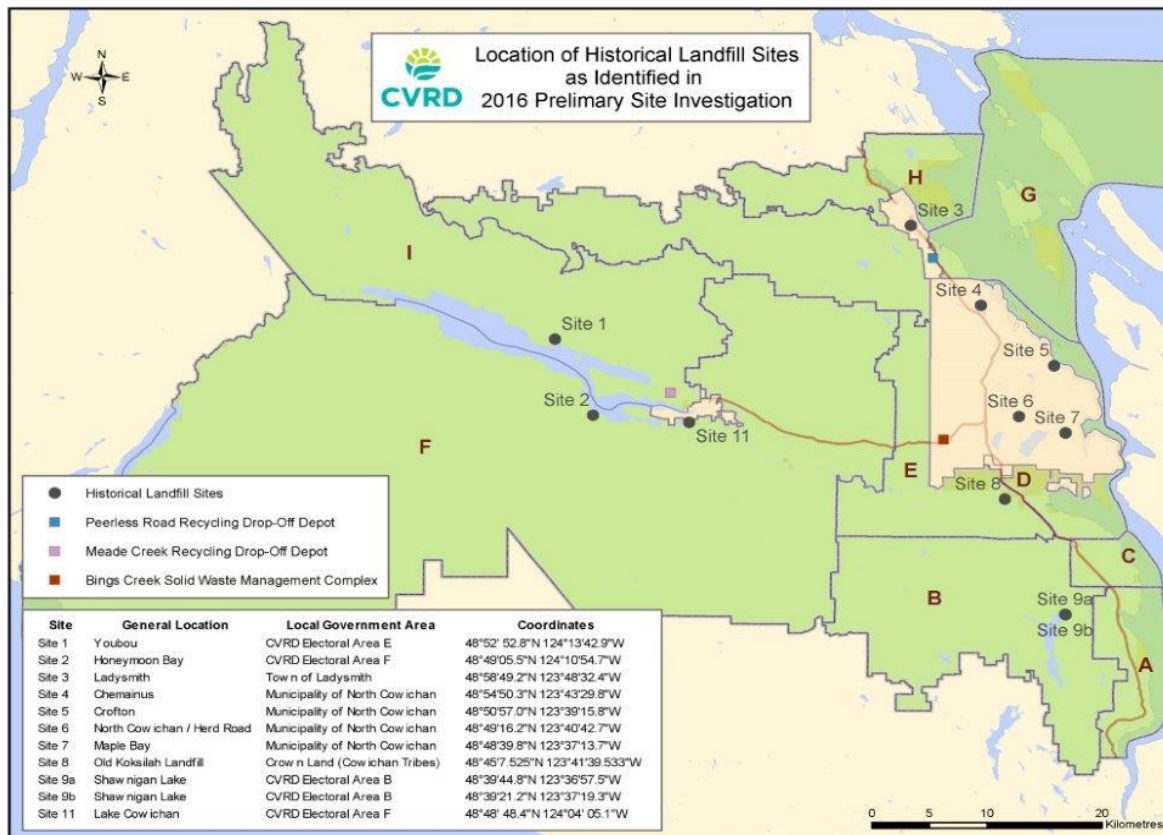 Location of Historical Landfill Sites
as Identified in
2016 Prelimary Site Investigation
CVRD
N
W E
S
H
Site 3
G
I
Site 4
Site 1
Site 5
Site 2
Site 6
Site 7
Site 11
F
E
D
Site 8
C
B
Site 9a
Site 9b
A
Historical Landfill Sites
Peerless Road Recycling Drop-Off Depot
Meade Creek Recycling Drop-Off Depot
Bings Creek Solid Waste Management Complex
Site General Location Local Government Area Coordinates
Site 1 Youbou CVRD Electoral Area E 48°52' 52.8"N 124°13'42.9"W
Site 2 Honeymoon Bay CVRD Electoral Area F 48°49'05.5"N 124°10'54.7"W
Site 3 Ladysmith Town of Ladysmith 48°58'49.2"N 123°48'32.4"W
Site 4 Chemainus Municipality of North Cowichan 48°54'50.3"N 123°43'29.8"W
Site 5 Crofton Municipality of North Cowichan 48°50'57.0"N 123°39'15.8"W
Site 6 North Cowichan / Herd Road Municipality of North Cowichan 48°49'16.2"N 123°40'42.7"W
Site 7 Maple Bay Municipality of North Cowichan 48°48'39.8"N 123°37'13.7"W
Site 8 Old Koksilah Landfill Crown Land (Cowichan Tribes) 48°45'7.525"N 123°41'39.533"W
Site 9a Shawnigan Lake CVRD Electoral Area B 48°39'44.8"N 123°36'57.5"W
Site 9b Shawnigan Lake CVRD Electoral Area B 48°39'21.2"N 123°37'19.3"W
Site 11 Lake Cowichan CVRD Electoral Area F 48°48' 48.4"N 124°04' 05.1"W
0 5 10 20
Kilometres